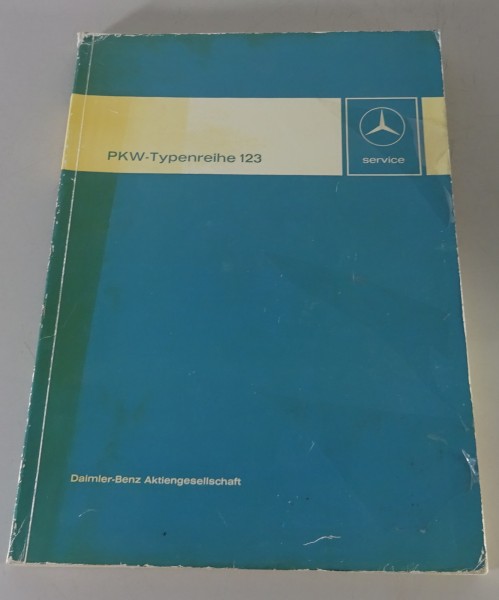 PKW-Typenreihe 123
service
Daimler-Benz Aktiengesellschaft